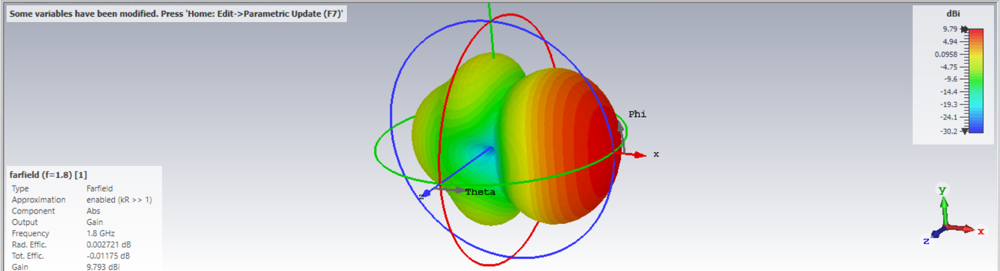 Some variables have been modified. Press 'Home: Edit->Parametric Update (F7)'
dBi
9.79
4.94
0.0958
-4.75
-9.6
-14.4
-19.3
-24.1
-30.2
Phi
x
Theta
z
farfield (f=1.8) [1]
Type Farfield
Approximation enabled (kR >> 1)
Component Abs
Output Gain
Frequency 1.8 GHz
Rad. Effic. 0.002721 dB
Tot. Effic. -0.01175 dB
Gain 9.793 dBi
y
x
z